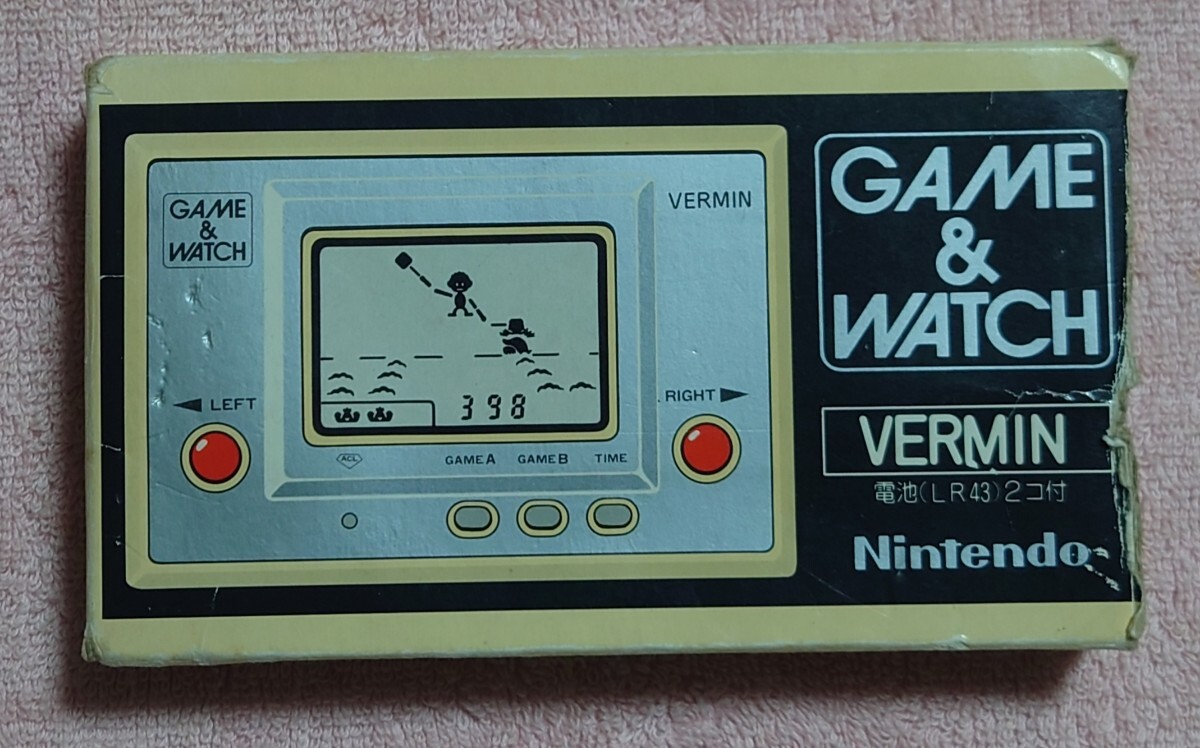 GAME
&
WATCH
VERMIN
398
◀ LEFT
RIGHT ▶
ACL
GAME A GAME B TIME
GAME
&
WATCH
VERMIN
電池(LR43)2コ付
Nintendo